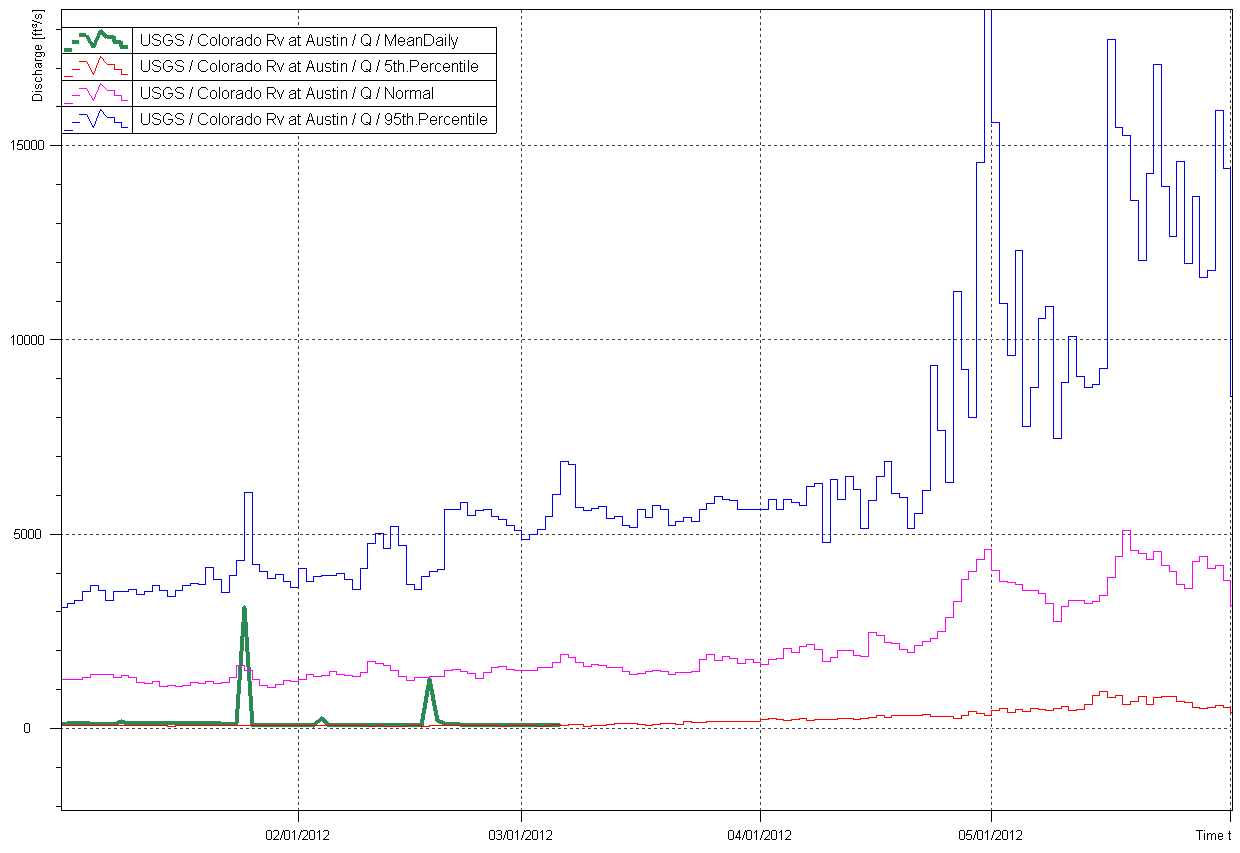 Discharge [ft³/s]
USGS / Colorado Rv at Austin / Q / MeanDaily
USGS / Colorado Rv at Austin / Q / 5th.Percentile
USGS / Colorado Rv at Austin / Q / Normal
USGS / Colorado Rv at Austin / Q / 95th.Percentile
15000
10000
5000
0
02/01/2012
03/01/2012
04/01/2012
05/01/2012
Time t